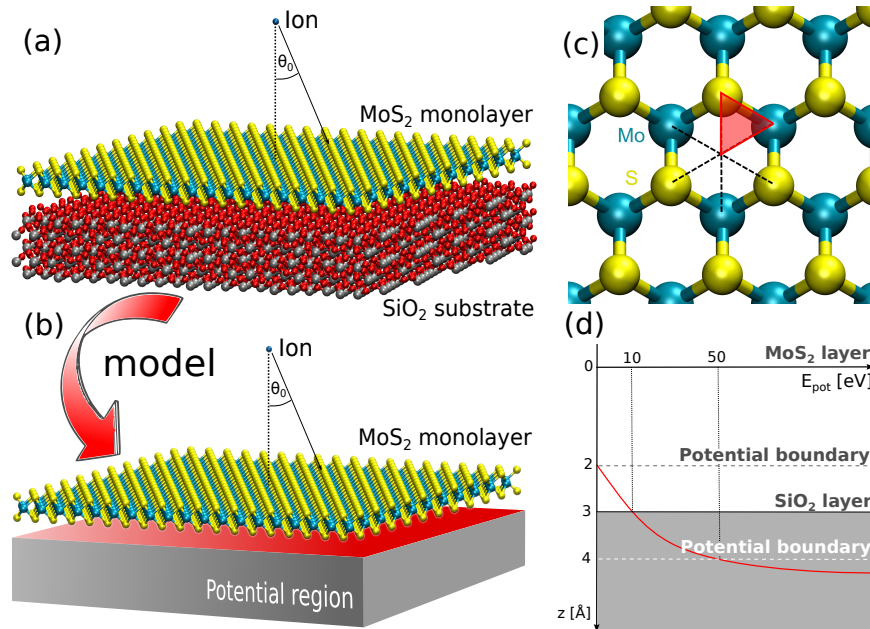 (a)
Ion
θ₀
MoS₂ monolayer
SiO₂ substrate
(b)
model
Ion
θ₀
MoS₂ monolayer
Potential region
(c)
Mo
S
(d)
10 50 MoS₂ layer
0
E_pot [eV]
Potential boundary
2
SiO₂ layer
3
Potential boundary
4
z [Å]